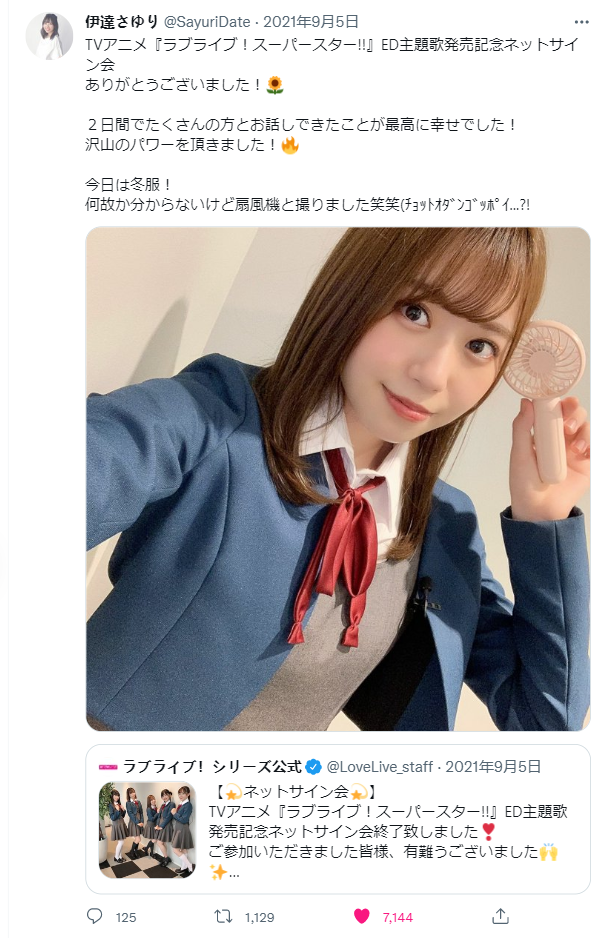 伊達さゆり @SayuriDate · 2021年9月5日
TVアニメ『ラブライブ！スーパースター!!』ED主題歌発売記念ネットサイ
ン会
ありがとうございました！🌻
２日間でたくさんの方とお話しできたことが最高に幸せでした！
沢山のパワーを頂きました！🔥
今日は冬服！
何故か分からないけど扇風機と撮りました笑笑(ﾁｮｯﾄｵﾀﾞﾝｺﾞｯﾎﾟｲ...?!
ラブライブ！シリーズ公式 @LoveLive_staff · 2021年9月5日
【💫ネットサイン会💫】
TVアニメ『ラブライブ！スーパースター!!』ED主題歌
発売記念ネットサイン会終了致しました❣️
ご参加いただきました皆様、有難うございました🙌
✨...
125 1,129 7,144